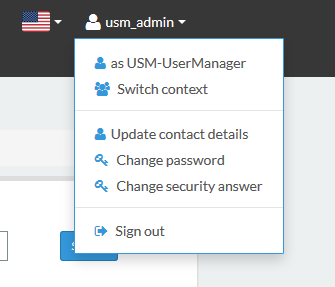 usm_admin
as USM-UserManager
Switch context
Update contact details
Change password
Change security answer
Sign out